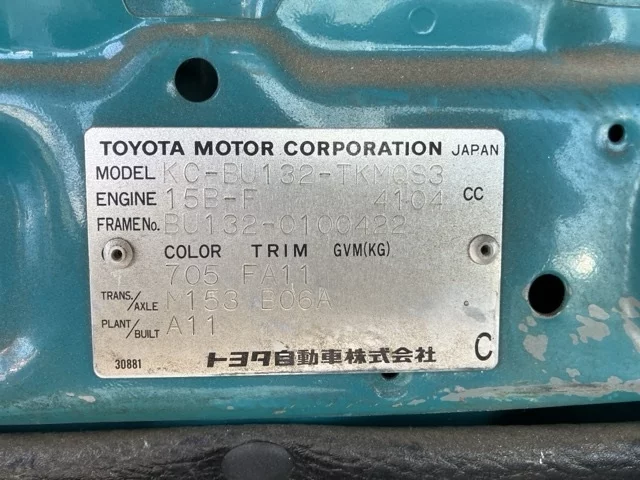 TOYOTA MOTOR CORPORATION JAPAN
MODEL KC-BU132-TKMQS3
ENGINE 15B-F 4104 CC
FRAME No. BU132-0100422
COLOR TRIM GVM(KG)
705 FA11
TRANS./AXLE M153 B06A
PLANT/BUILT A11
30881 トヨタ自動車株式会社 C